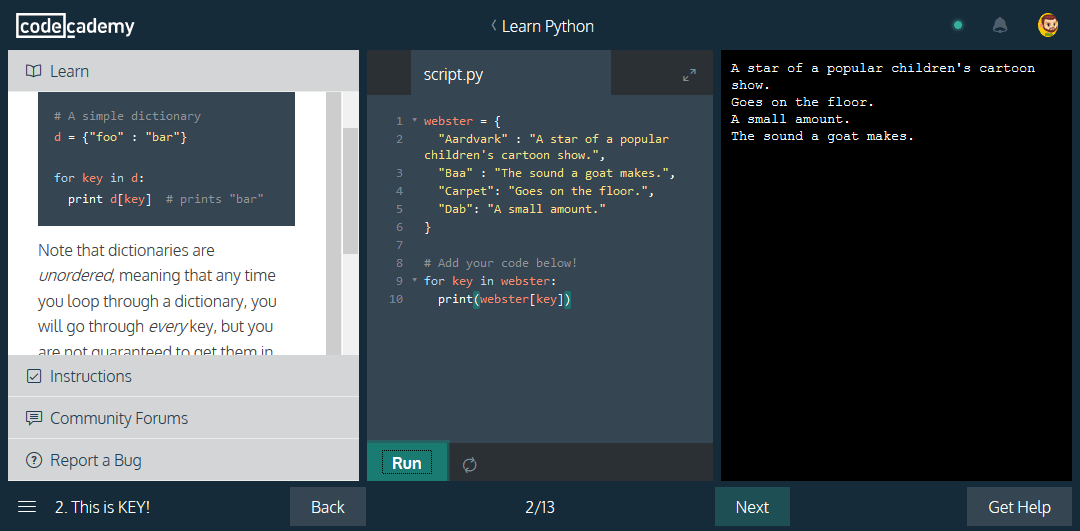 codecademy
Learn Python
Learn
# A simple dictionary
d = {"foo" : "bar"}
for key in d:
print d[key]  # prints "bar"
Note that dictionaries are
unordered, meaning that any time
you loop through a dictionary, you
will go through every key, but you
are not guaranteed to get them in
Instructions
Community Forums
Report a Bug
script.py
1 webster = {
2 "Aardvark" : "A star of a popular
children's cartoon show.",
3 "Baa" : "The sound a goat makes.",
4 "Carpet": "Goes on the floor.",
5 "Dab": "A small amount."
6 }
7
8 # Add your code below!
9 for key in webster:
10 print(webster[key])
Run
A star of a popular children's cartoon
show.
Goes on the floor.
A small amount.
The sound a goat makes.
2. This is KEY!
Back
2/13
Next
Get Help